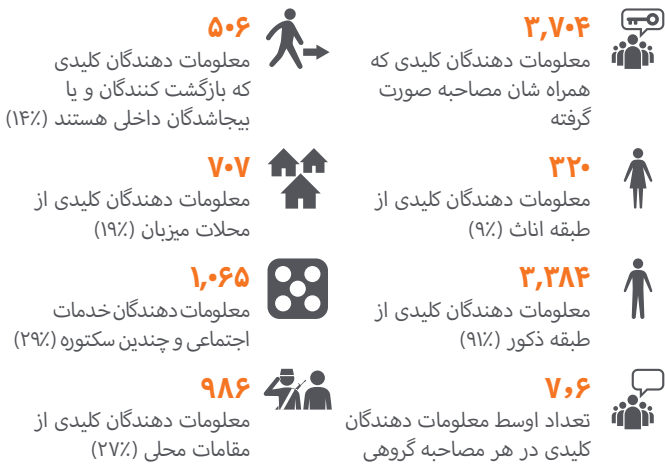 ۳,۷۰۴
معلومات دهندگان کلیدی که
همراه شان مصاحبه صورت
گرفته
۵۰۶
معلومات دهندگان کلیدی
که بازگشت کنندگان و یا
بیجاشدگان داخلی هستند (۱۴٪)
۳۲۰
معلومات دهندگان کلیدی از
طبقه اناث (۹٪)
۷۰۷
معلومات دهندگان کلیدی از
محلات میزبان (۱۹٪)
۳,۳۸۴
معلومات دهندگان کلیدی از
طبقه ذکور (۹۱٪)
۱,۰۶۵
معلومات دهندگان خدمات
اجتماعی و چندین سکتوره (۲۹٪)
۷,۶
تعداد اوسط معلومات دهندگان
کلیدی در هر مصاحبه گروهی
۹۸۶
معلومات دهندگان کلیدی از
مقامات محلی (۲۷٪)